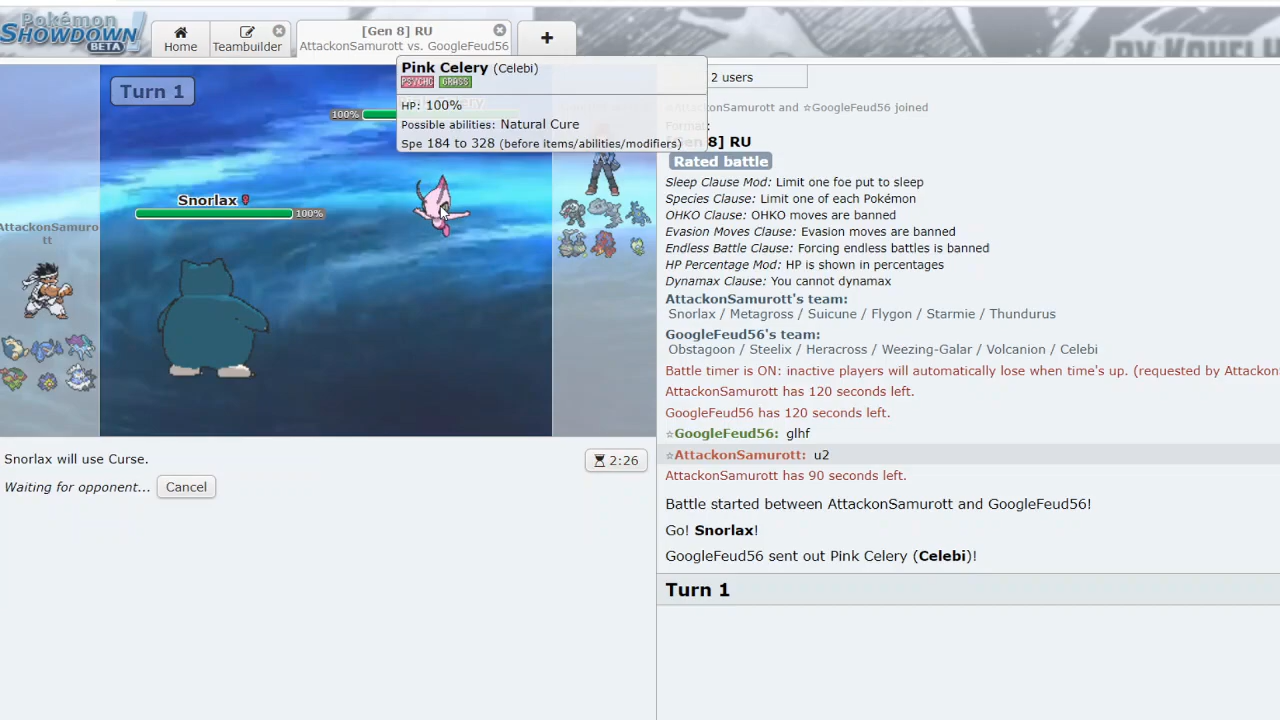 Pokémon
SHOWDOWN!
BETA
Home
Teambuilder
[Gen 8] RU
AttackonSamurott vs. GoogleFeud56
+
Pink Celery (Celebi)
PSYCHC GRASS
HP: 100%
Possible abilities: Natural Cure
Spe 184 to 328 (before items/abilities/modifiers)
2 users
Turn 1
100%
Snorlax
100%
AttackonSamuro
tt
☆AttackonSamurott and ☆GoogleFeud56 joined
Format:
[Gen 8] RU
Rated battle
Sleep Clause Mod: Limit one foe put to sleep
Species Clause: Limit one of each Pokémon
OHKO Clause: OHKO moves are banned
Evasion Moves Clause: Evasion moves are banned
Endless Battle Clause: Forcing endless battles is banned
HP Percentage Mod: HP is shown in percentages
Dynamax Clause: You cannot dynamax
AttackonSamurott's team:
Snorlax / Metagross / Suicune / Flygon / Starmie / Thundurus
GoogleFeud56's team:
Obstagoon / Steelix / Heracross / Weezing-Galar / Volcanion / Celebi
Battle timer is ON: inactive players will automatically lose when time's up. (requested by Attackon
AttackonSamurott has 120 seconds left.
GoogleFeud56 has 120 seconds left.
☆GoogleFeud56: glhf
☆AttackonSamurott: u2
AttackonSamurott has 90 seconds left.
Battle started between AttackonSamurott and GoogleFeud56!
Go! Snorlax!
GoogleFeud56 sent out Pink Celery (Celebi)!
Turn 1
Snorlax will use Curse.
2:26
Waiting for opponent... Cancel